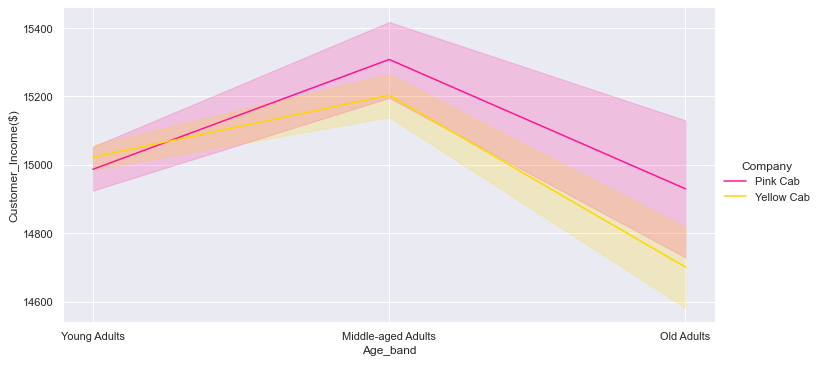 15400
15200
15000
14800
14600
Customer_Income($)
Young Adults
Middle-aged Adults
Old Adults
Age_band
Company
Pink Cab
Yellow Cab